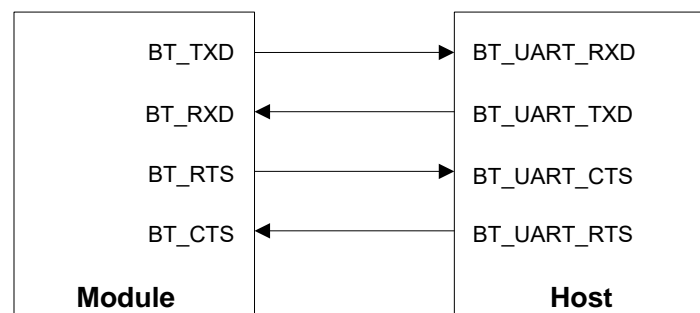 BT_TXD BT_UART_RXD
BT_RXD BT_UART_TXD
BT_RTS BT_UART_CTS
BT_CTS BT_UART_RTS
Module Host